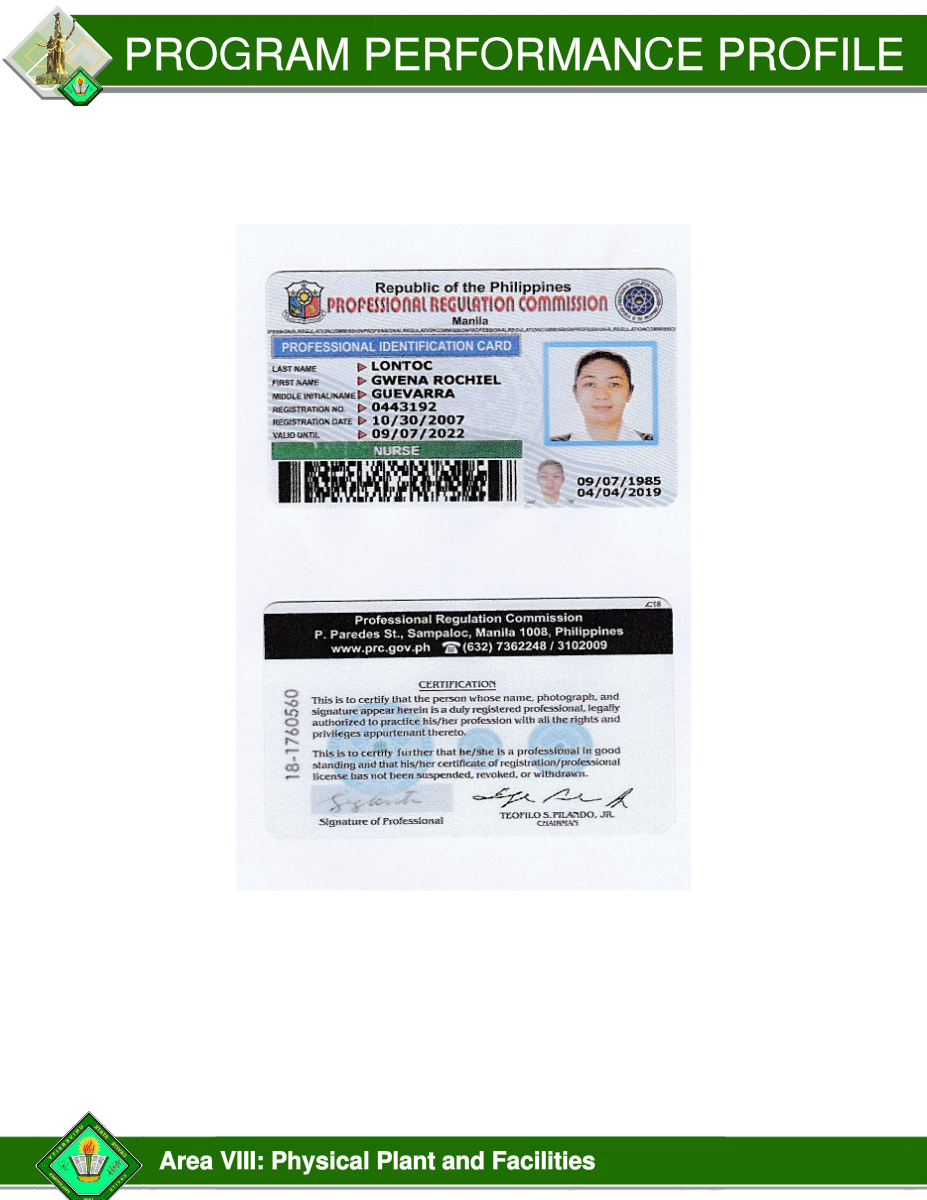 PROGRAM PERFORMANCE PROFILE
Republic of the Philippines
PROFESSIONAL REGULATION COMMISSION
Manila
PROFESSIONAL IDENTIFICATION CARD
LAST NAME LONTOC
FIRST NAME GWENA ROCHIEL
MIDDLE INITIAL/NAME GUEVARRA
REGISTRATION NO. 0443192
REGISTRATION DATE 10/30/2007
VALID UNTIL 09/07/2022
NURSE
09/07/1985
04/04/2019
Professional Regulation Commission
P. Paredes St., Sampaloc, Manila 1008, Philippines
www.prc.gov.ph ☎(632) 7362248 / 3102009
18-1760560
CERTIFICATION
This is to certify that the person whose name, photograph, and
signature appear herein is a duly registered professional, legally
authorized to practice his/her profession with all the rights and
privileges appurtenant thereto.
This is to certify further that he/she is a professional in good
standing and that his/her certificate of registration/professional
license has not been suspended, revoked, or withdrawn.
Signature of Professional
TEOFILO S. PILANDO, JR.
CHAIRMAN
Area VIII: Physical Plant and Facilities